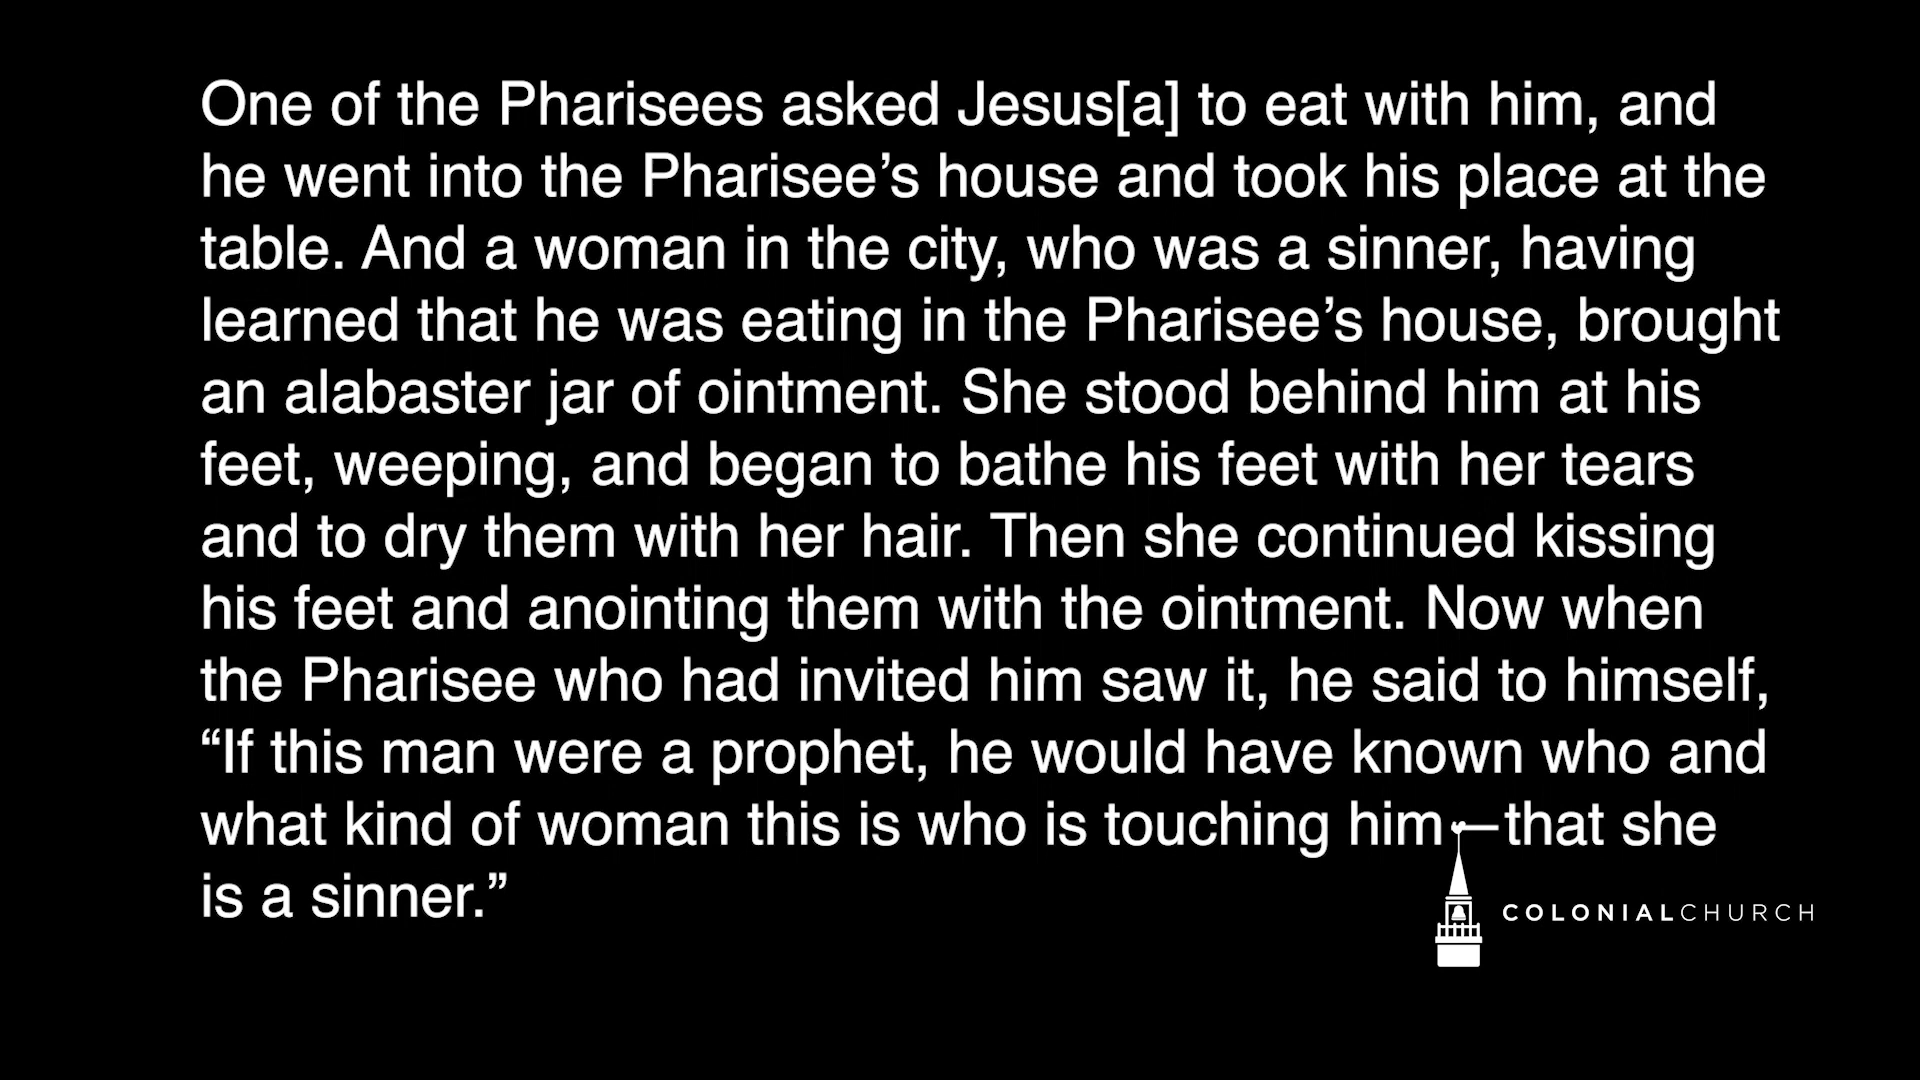 One of the Pharisees asked Jesus[a] to eat with him, and
he went into the Pharisee’s house and took his place at the
table. And a woman in the city, who was a sinner, having
learned that he was eating in the Pharisee’s house, brought
an alabaster jar of ointment. She stood behind him at his
feet, weeping, and began to bathe his feet with her tears
and to dry them with her hair. Then she continued kissing
his feet and anointing them with the ointment. Now when
the Pharisee who had invited him saw it, he said to himself,
“If this man were a prophet, he would have known who and
what kind of woman this is who is touching him—that she
is a sinner.”
COLONIALCHURCH